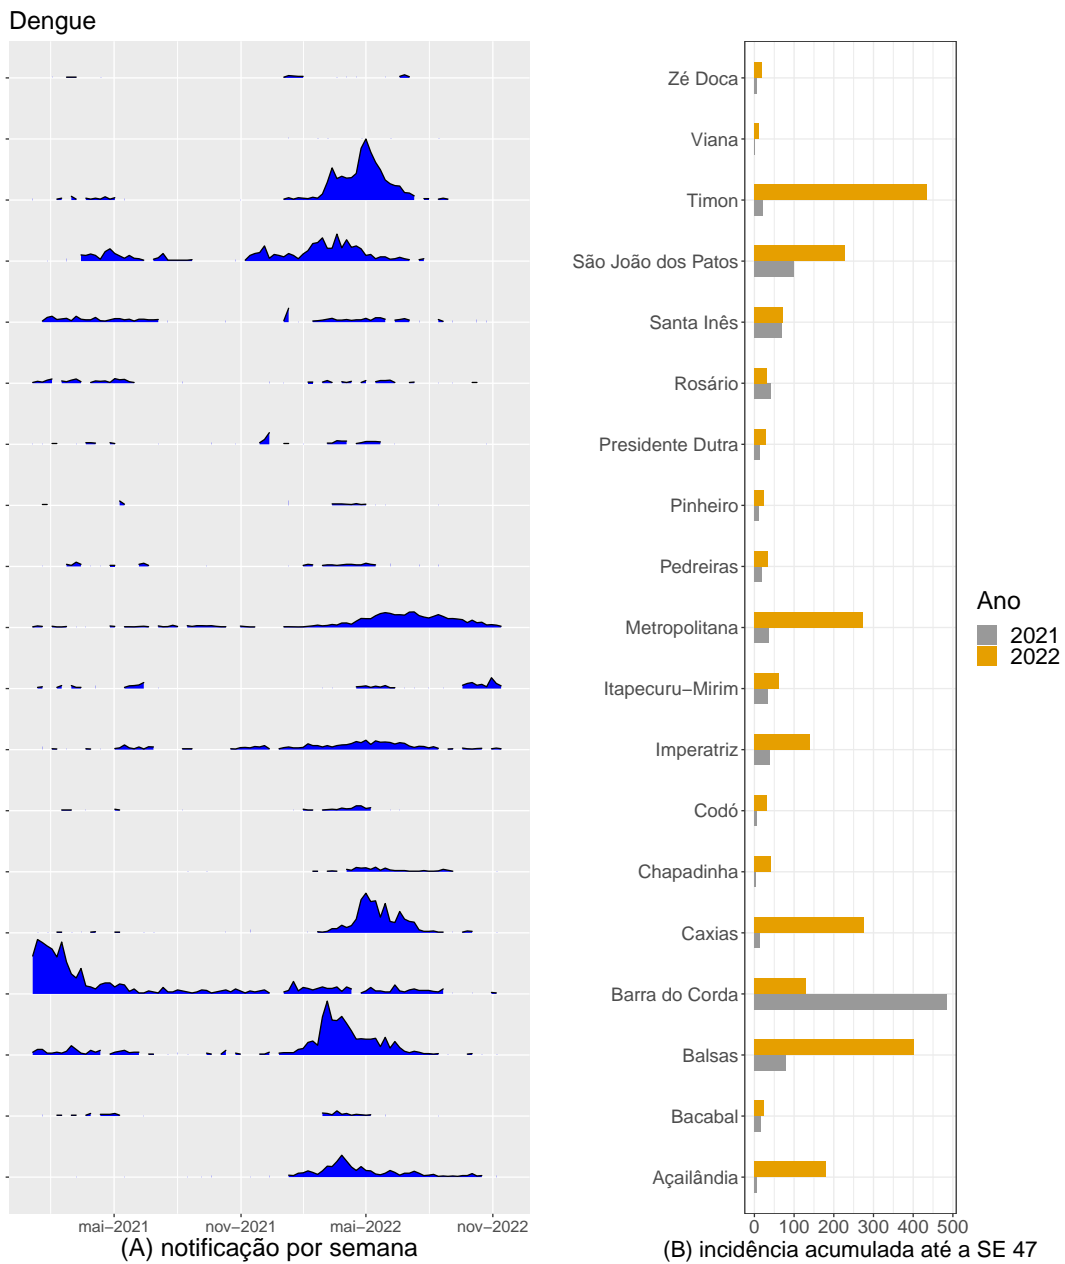 Dengue
Zé Doca
Viana
Timon
São João dos Patos
Santa Inês
Rosário
Presidente Dutra
Pinheiro
Pedreiras
Metropolitana
Itapecuru−Mirim
Imperatriz
Codó
Chapadinha
Caxias
Barra do Corda
Balsas
Bacabal
Açailândia
mai−2021 nov−2021 mai−2022 nov−2022
(A) notificação por semana
0 100 200 300 400 500
(B) incidência acumulada até a SE 47
Ano
2021
2022